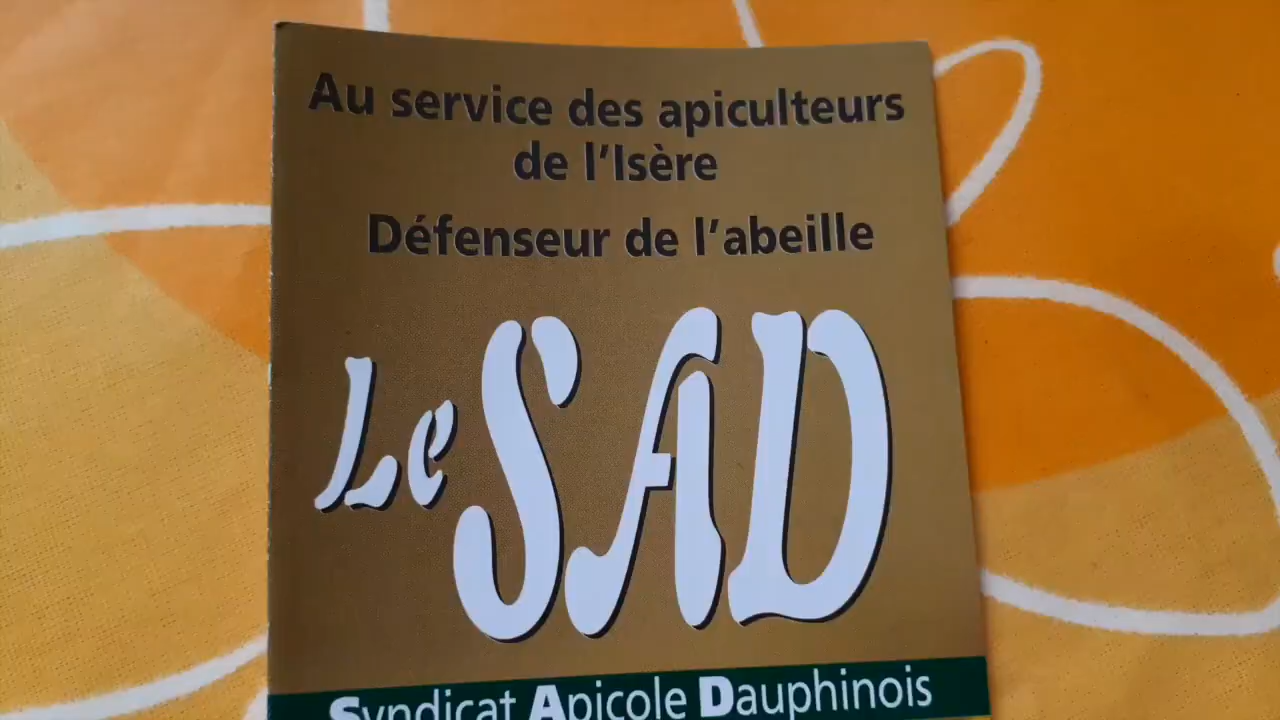 Au service des apiculteurs
de l'Isère
Défenseur de l'abeille
Le SAD
Syndicat Apicole Dauphinois